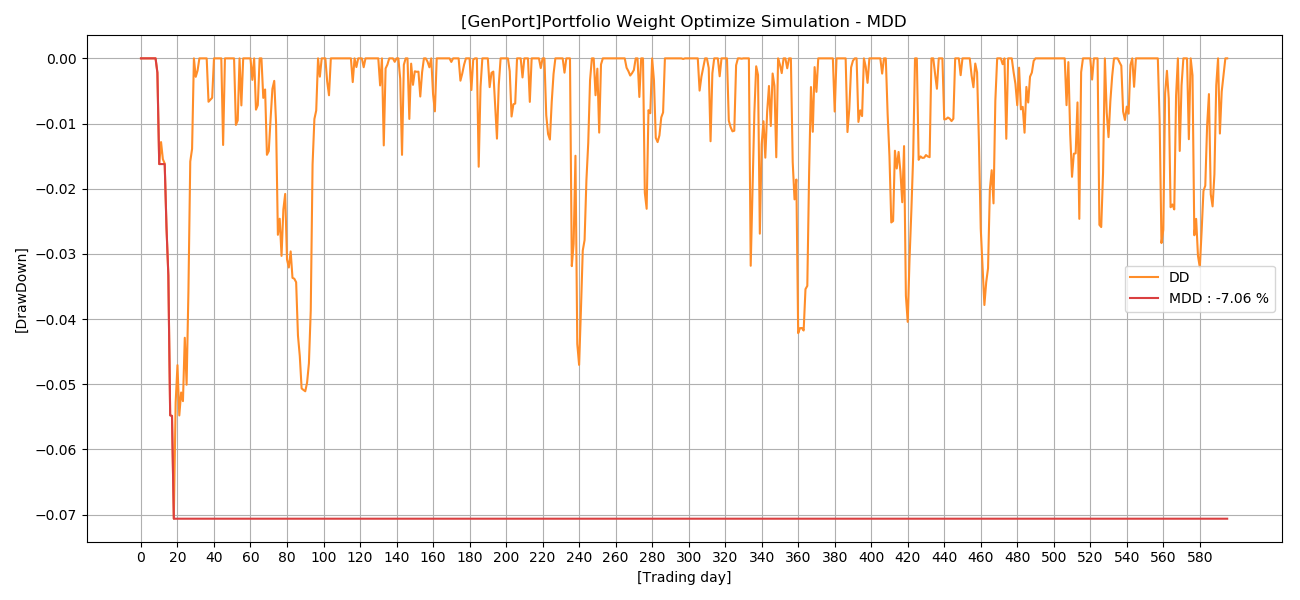 [GenPort]Portfolio Weight Optimize Simulation - MDD
0.00
−0.01
−0.02
−0.03
−0.04
−0.05
−0.06
−0.07
[DrawDown]
DD
MDD : -7.06 %
0 20 40 60 80 100 120 140 160 180 200 220 240 260 280 300 320 340 360 380 400 420 440 460 480 500 520 540 560 580
[Trading day]